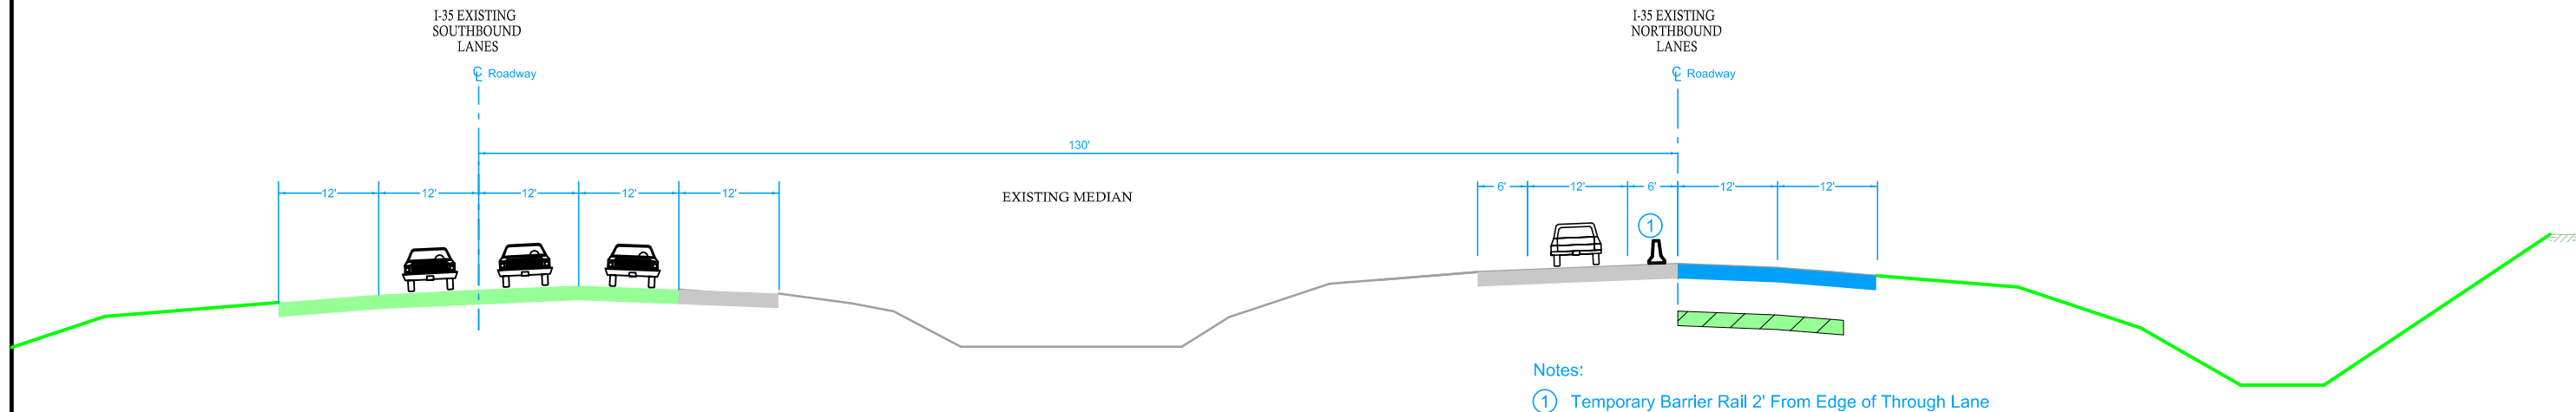 I-35 EXISTING
SOUTHBOUND
LANES
℄ Roadway
I-35 EXISTING
NORTHBOUND
LANES
℄ Roadway
130'
12' 12' 12' 12' 12'
EXISTING MEDIAN
6' 12' 6' 12' 12'
1
Notes:
1 Temporary Barrier Rail 2' From Edge of Through Lane